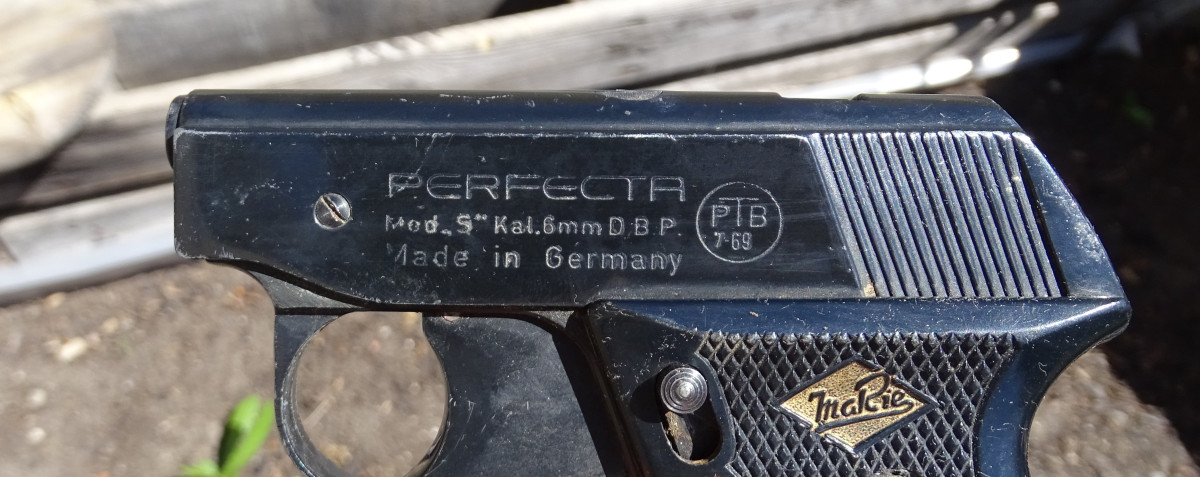 PERFECTA
Mod. „S" Kal. 6mm D.B.P.
Made in Germany
PTB
7-69
MaRie